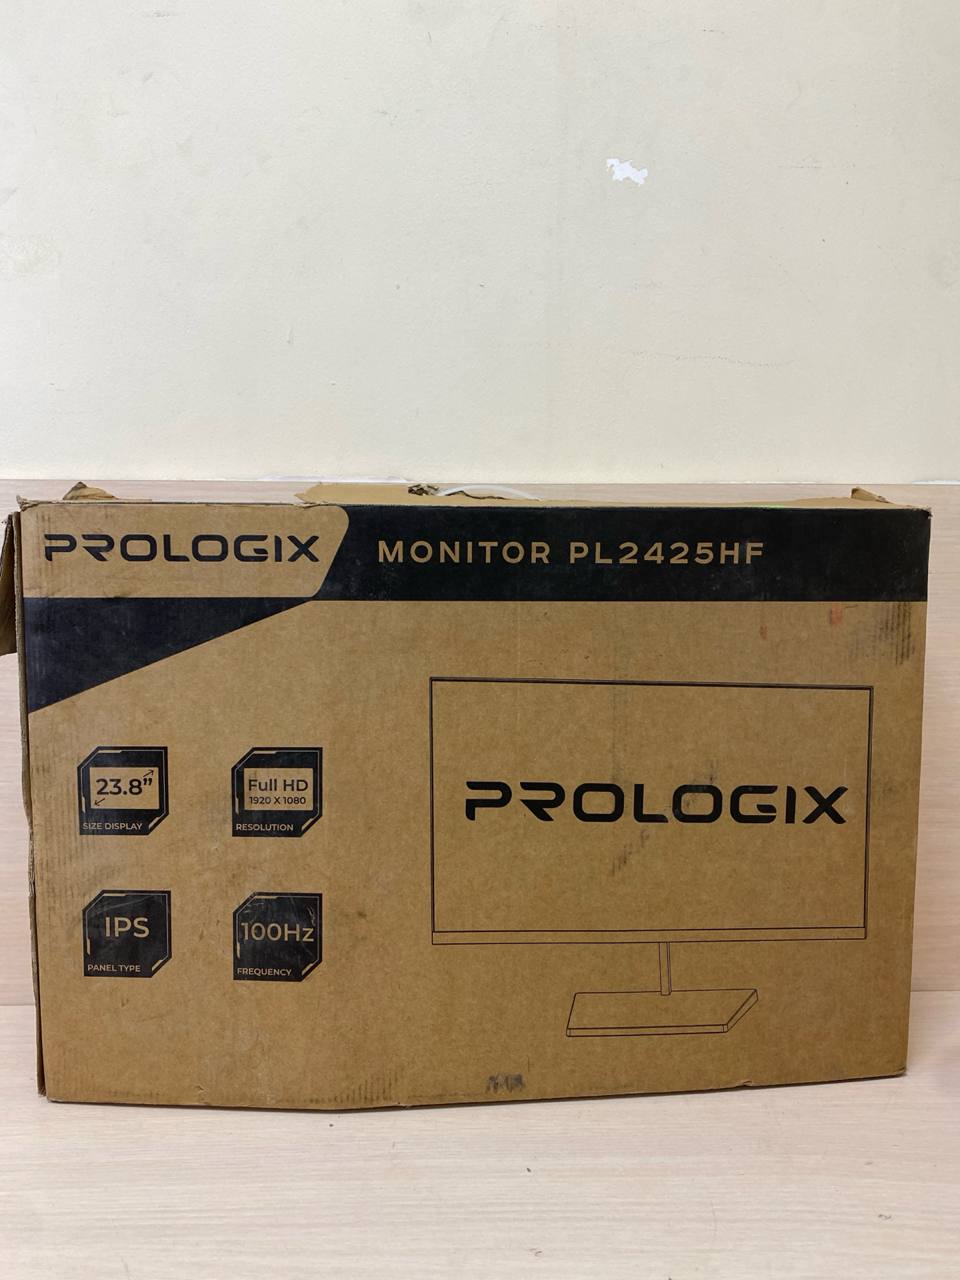 PROLOGIX
MONITOR PL2425HF
23.8”
SIZE DISPLAY
Full HD
1920 X 1080
RESOLUTION
IPS
PANEL TYPE
100Hz
FREQUENCY
PROLOGIX